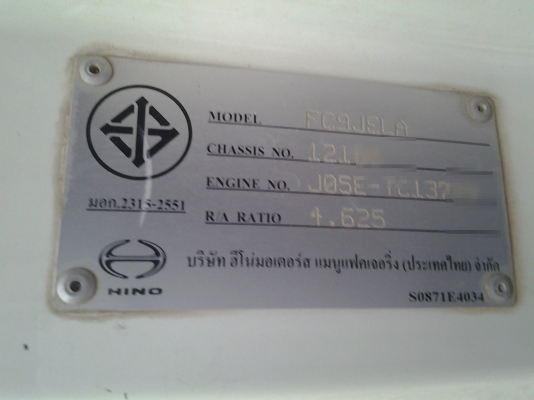 MODEL FC9JELA
CHASSIS NO. 121
ENGINE NO. J05E-TC137
มอก.2315-2551
R/A RATIO 4.625
HINO
บริษัท ฮีโน่มอเตอร์ส แมนูแฟคเจอริ่ง (ประเทศไทย) จำกัด
S0871E4034